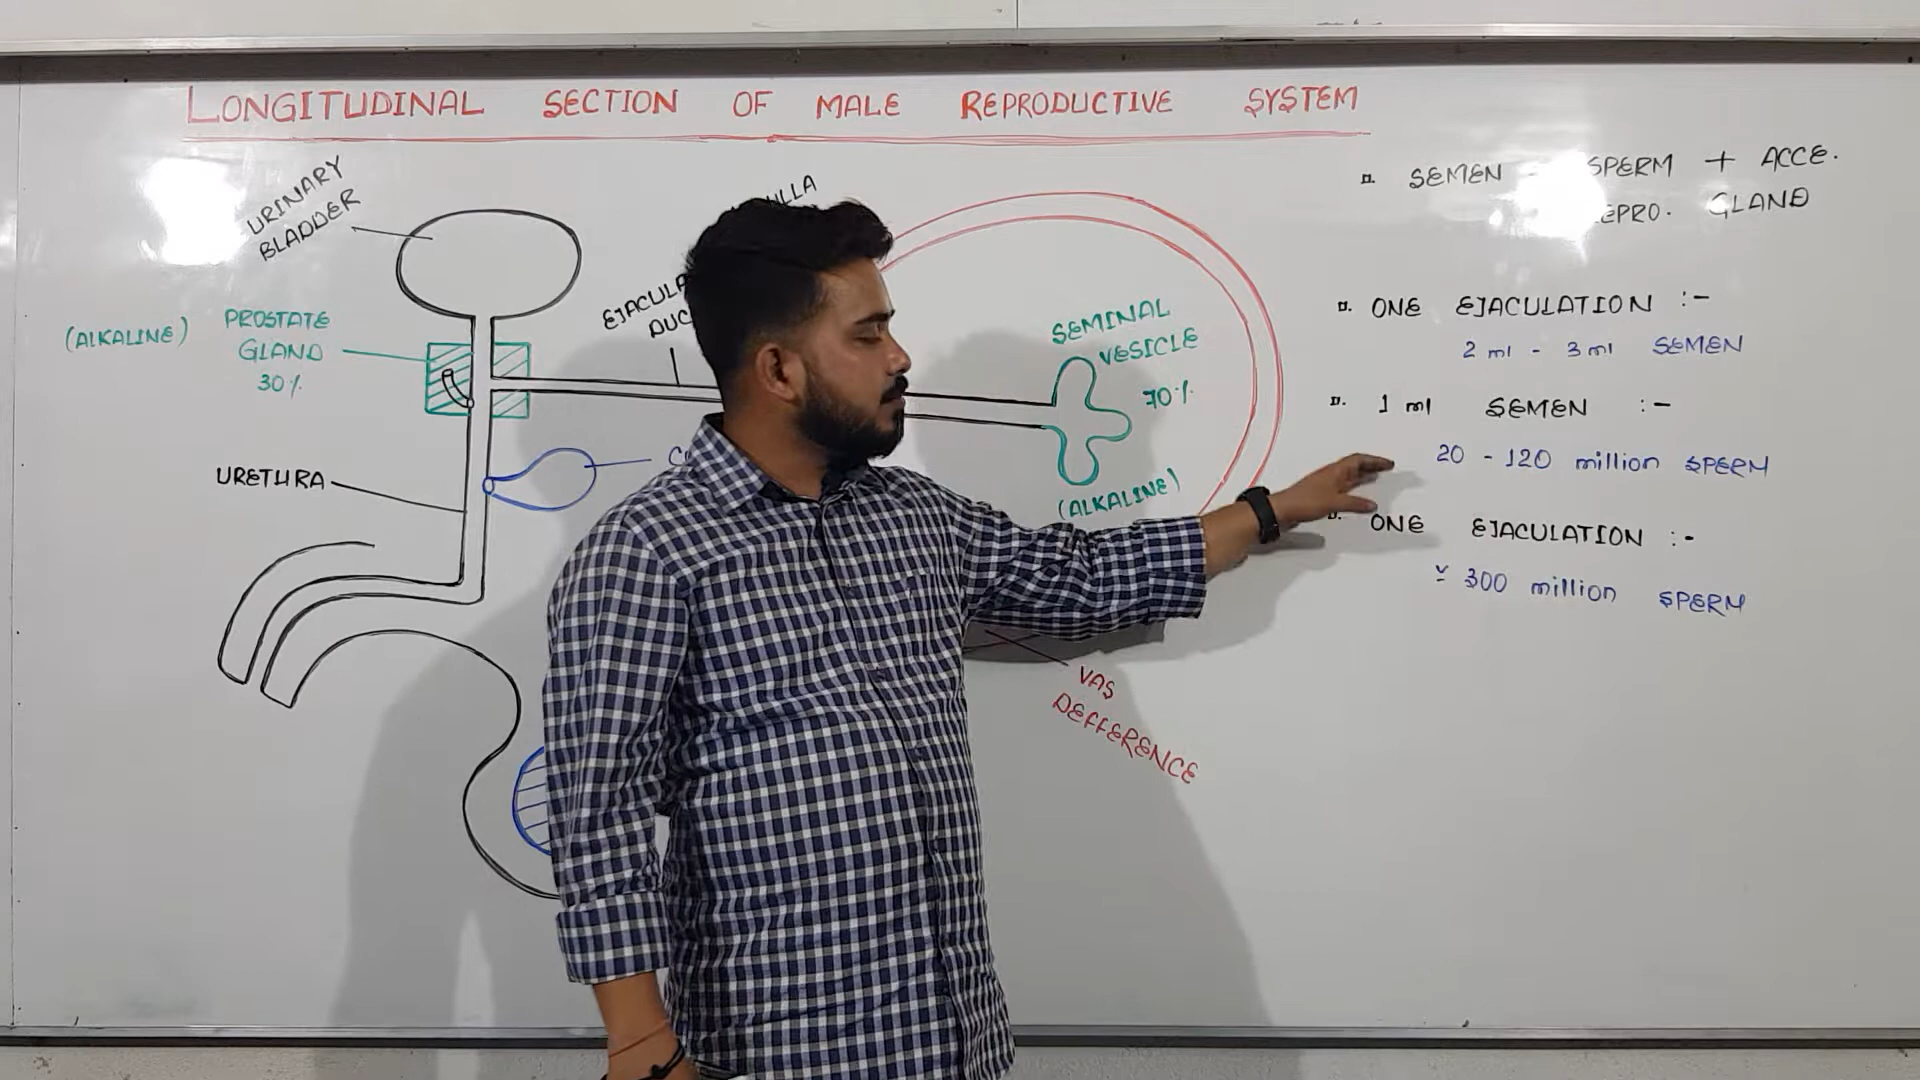 LONGITUDINAL SECTION OF MALE REPRODUCTIVE SYSTEM
URINARY
BLADDER
(ALKALINE) PROSTATE
GLAND
30%
URETURA
SEMINAL
VESICLE
70%
(ALKALINE)
VAS
DEFFERENCE
SEMEN SPERM + ACCE.
GLAND
ONE EJACULATION :-
2 ml - 3 ml SEMEN
1 ml SEMEN :-
20 - 120 million SPERM
ONE EJACULATION :-
≃ 300 million SPERM